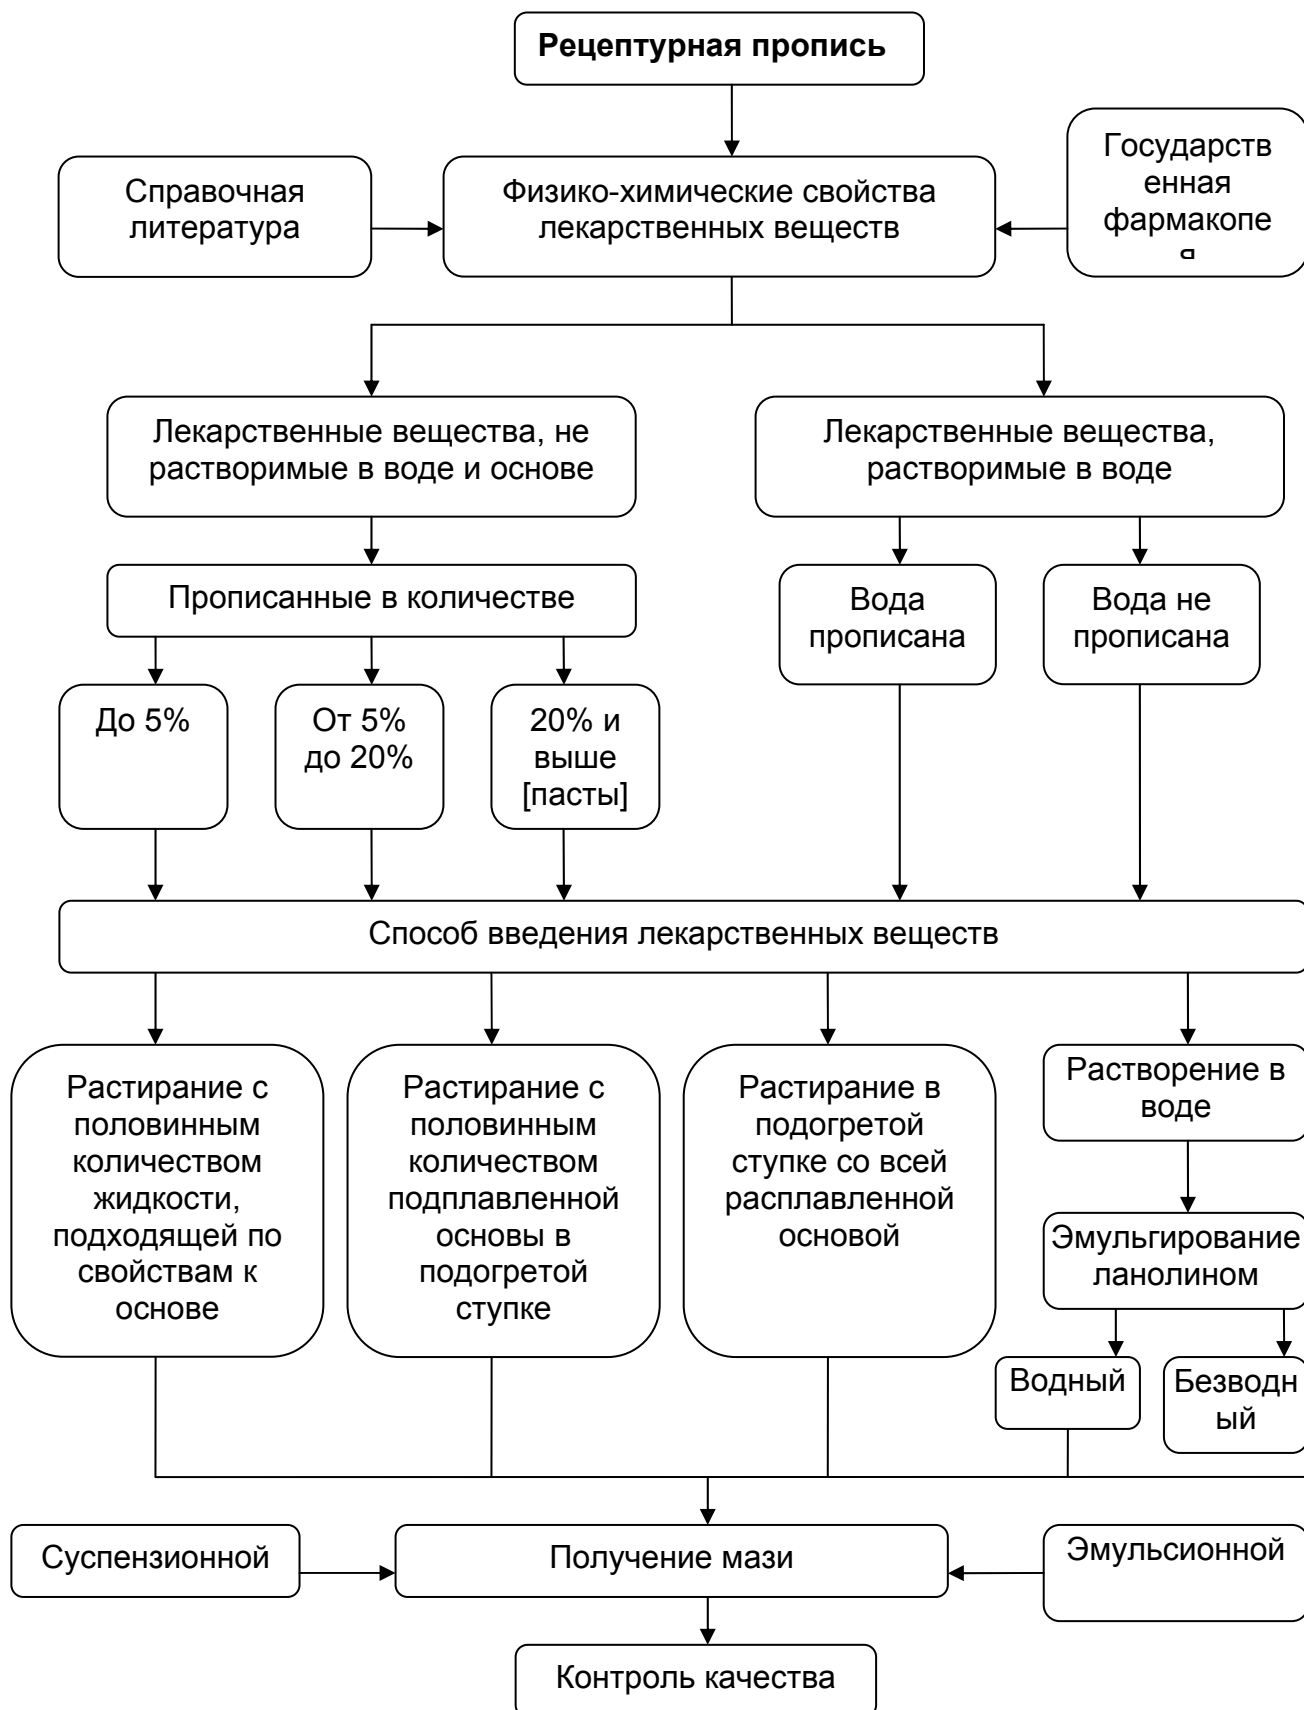 Рецептурная пропись
Справочная
литература
Физико-химические свойства
лекарственных веществ
Государств
енная
фармакопе
я
Лекарственные вещества, не
растворимые в воде и основе
Лекарственные вещества,
растворимые в воде
Прописанные в количестве
Вода
прописана
Вода не
прописана
До 5%
От 5%
до 20%
20% и
выше
[пасты]
Способ введения лекарственных веществ
Растирание с
половинным
количеством
жидкости,
подходящей по
свойствам к
основе
Растирание с
половинным
количеством
подплавленной
основы в
подогретой
ступке
Растирание в
подогретой
ступке со всей
расплавленной
основой
Растворение в
воде
Эмульгирование
ланолином
Водный
Безводн
ый
Суспензионной
Получение мази
Эмульсионной
Контроль качества